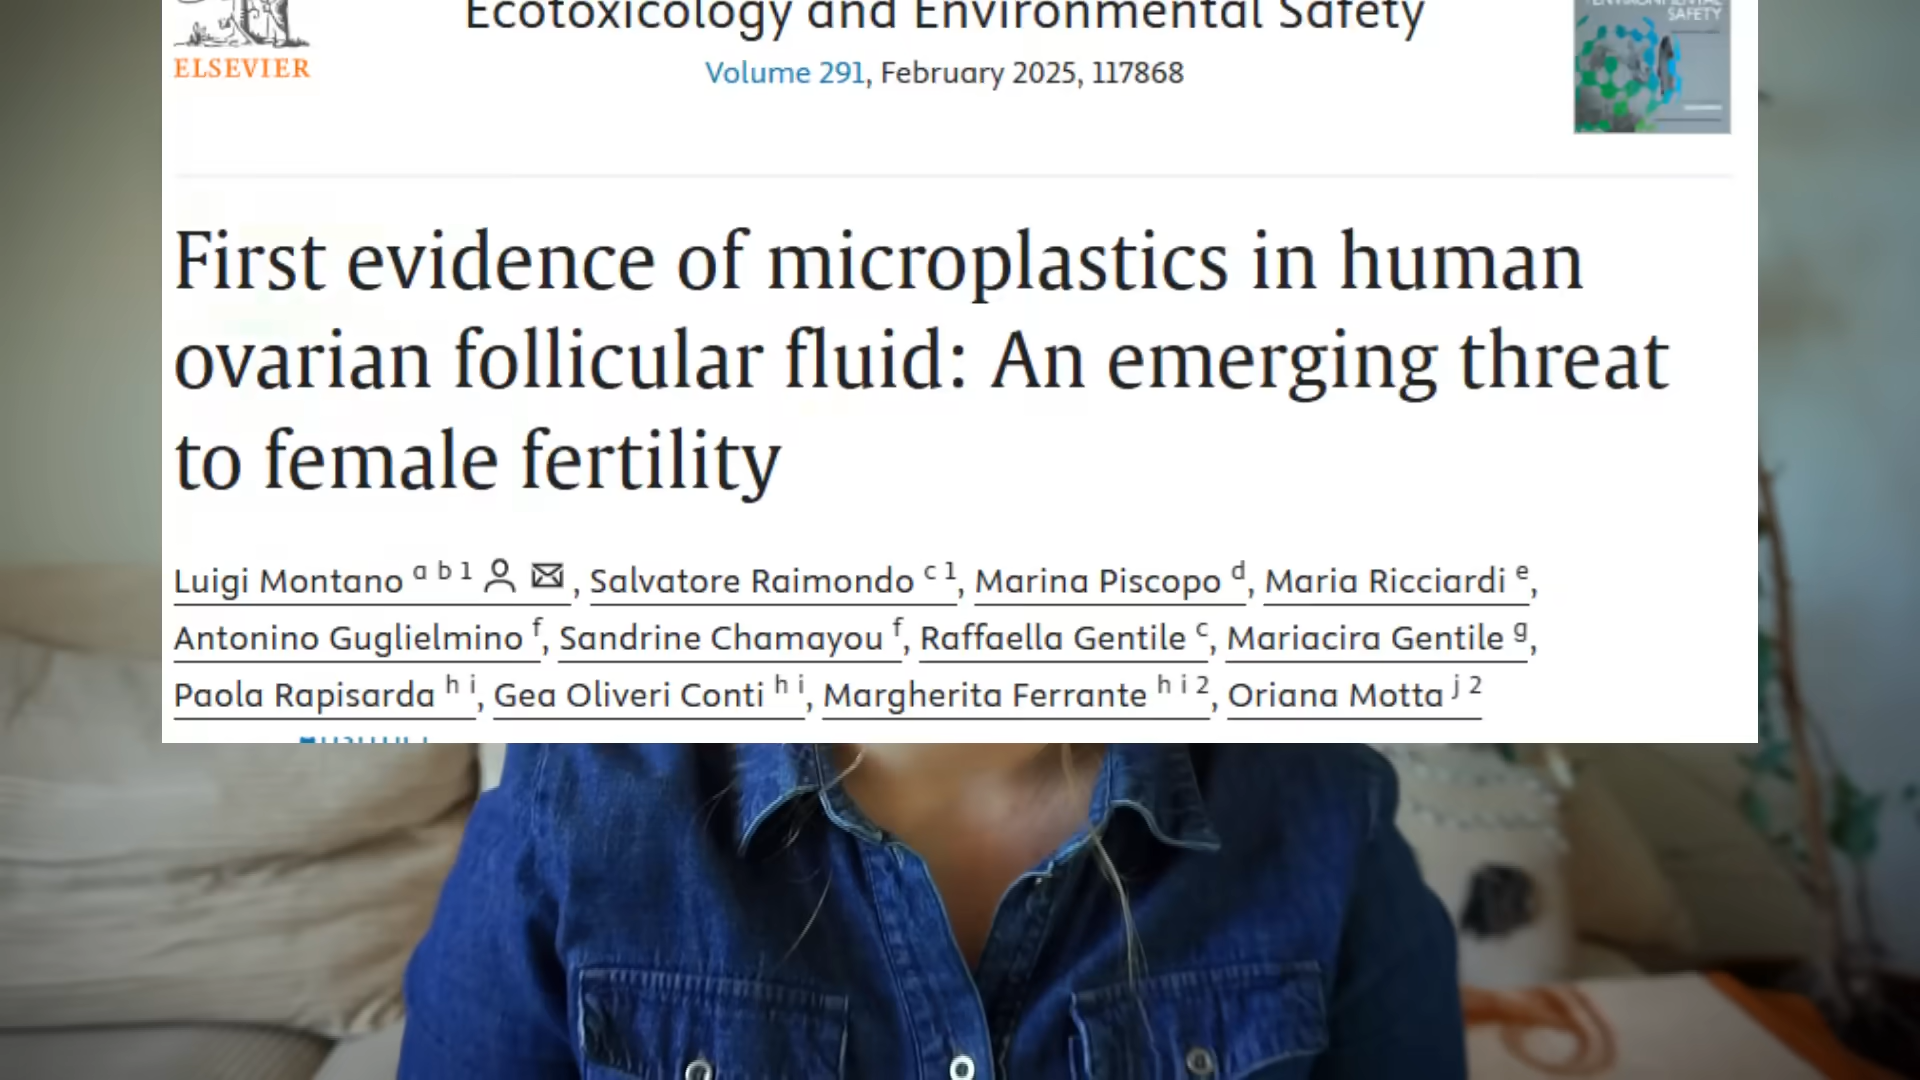 Ecotoxicology and Environmental Safety
ELSEVIER
Volume 291, February 2025, 117868
SAFETY
First evidence of microplastics in human
ovarian follicular fluid: An emerging threat
to female fertility
Luigi Montano a b 1, Salvatore Raimondo c 1, Marina Piscopo d, Maria Ricciardi e,
Antonino Guglielmino f, Sandrine Chamayou f, Raffaella Gentile c, Mariacira Gentile g,
Paola Rapisarda h i, Gea Oliveri Conti h i, Margherita Ferrante h i 2, Oriana Motta j 2